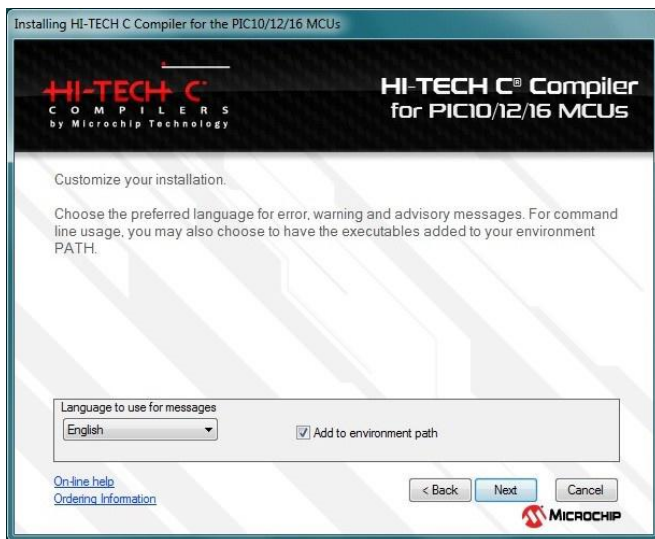 Installing HI-TECH C Compiler for the PIC10/12/16 MCUs
HI-TECH C®
COMPILERS
by Microchip Technology
HI-TECH C® Compiler
for PIC10/12/16 MCUs
Customize your installation.
Choose the preferred language for error, warning and advisory messages. For command
line usage, you may also choose to have the executables added to your environment
PATH.
Language to use for messages
English
Add to environment path
On-line help
Ordering Information
< Back
Next
Cancel
MICROCHIP